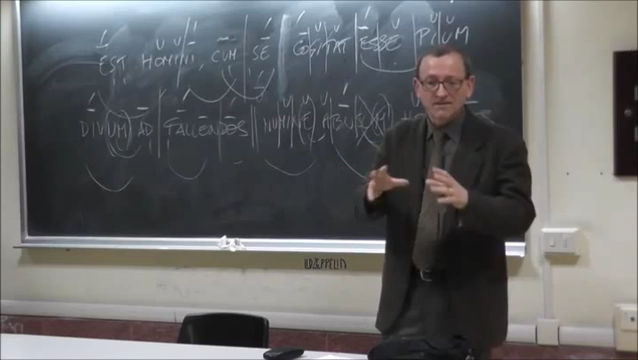 EST HOMINI, CUM SE COGITAT ESSE PIUM
DIVUM AD FALLENDOS NUMINE ABUSUM